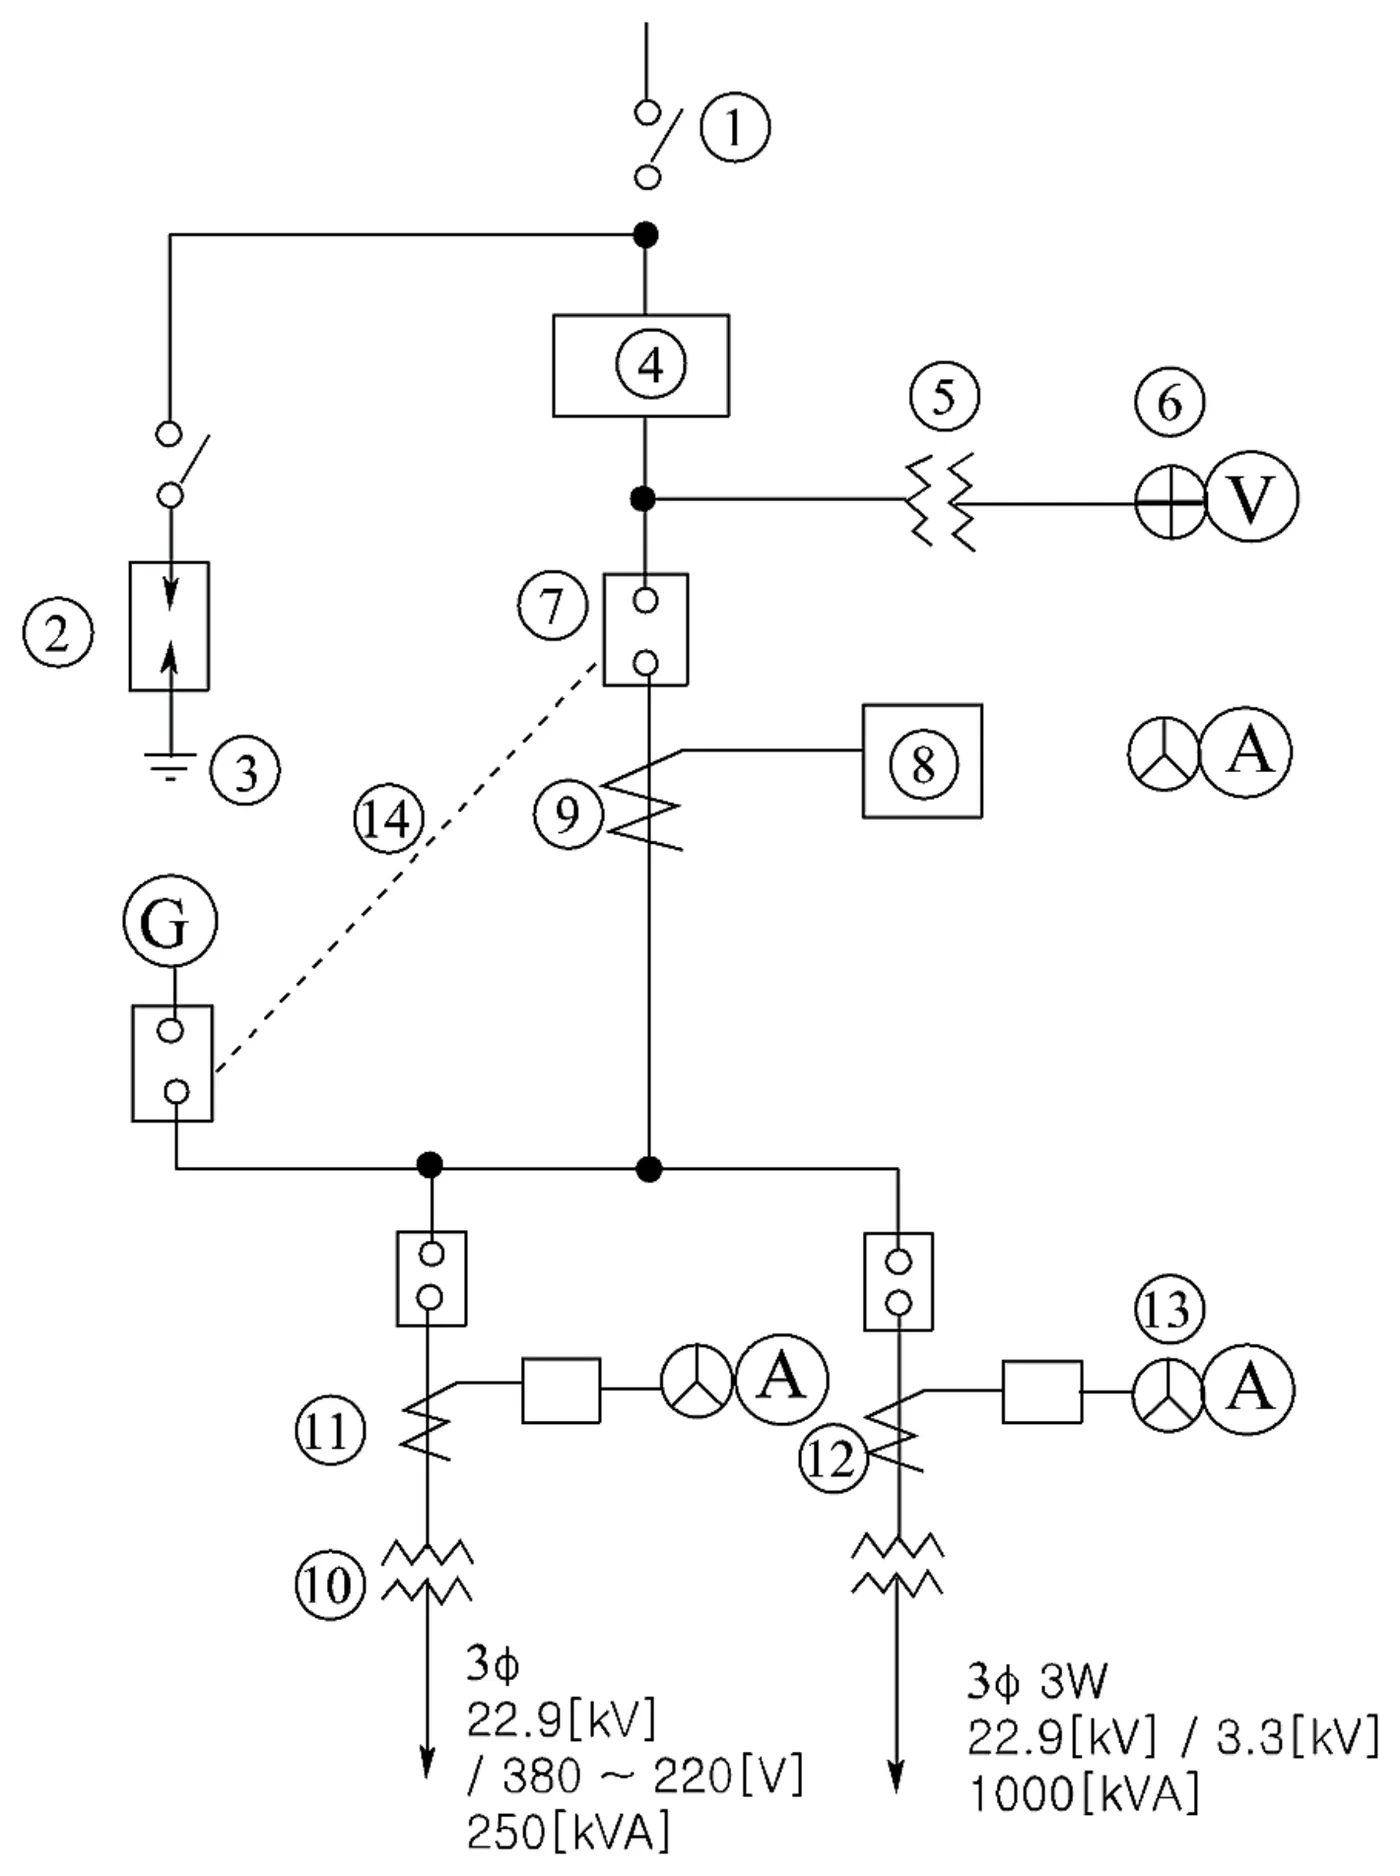 ①
④
⑤
⑥
V
⑦
②
③
⑧
A
⑨
⑭
G
⑬
A
A
⑪
⑫
⑩
3ϕ
22.9[kV]
/ 380 ~ 220[V]
250[kVA]
3ϕ 3W
22.9[kV] / 3.3[kV]
1000[kVA]